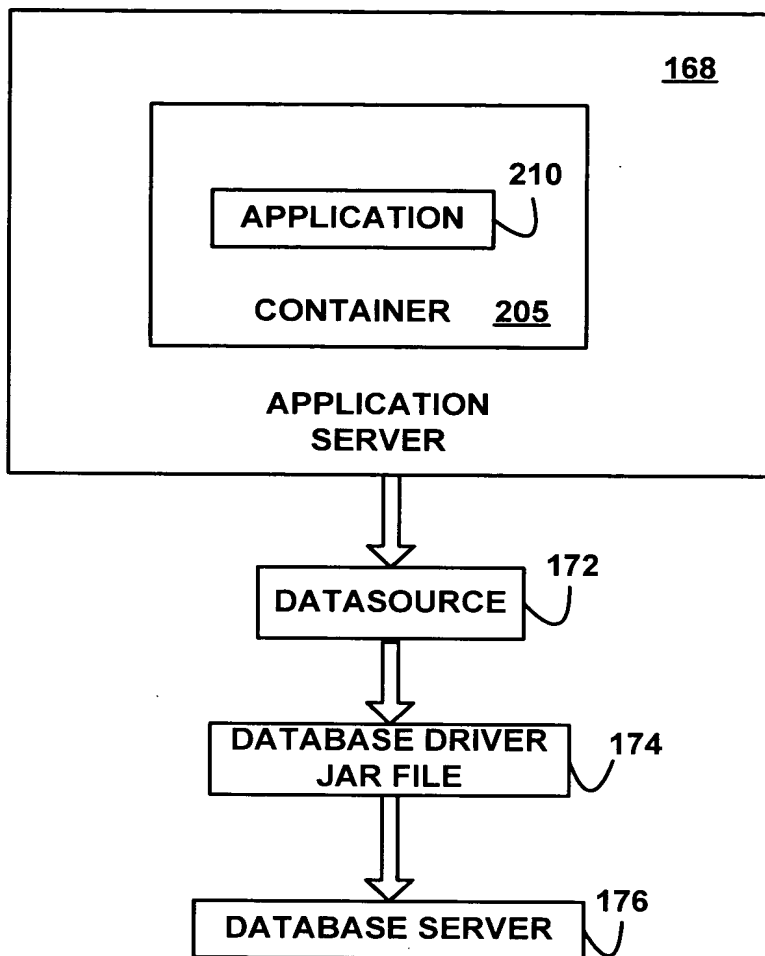 168
210
APPLICATION
CONTAINER 205
APPLICATION
SERVER
172
DATASOURCE
DATABASE DRIVER
JAR FILE
174
176
DATABASE SERVER